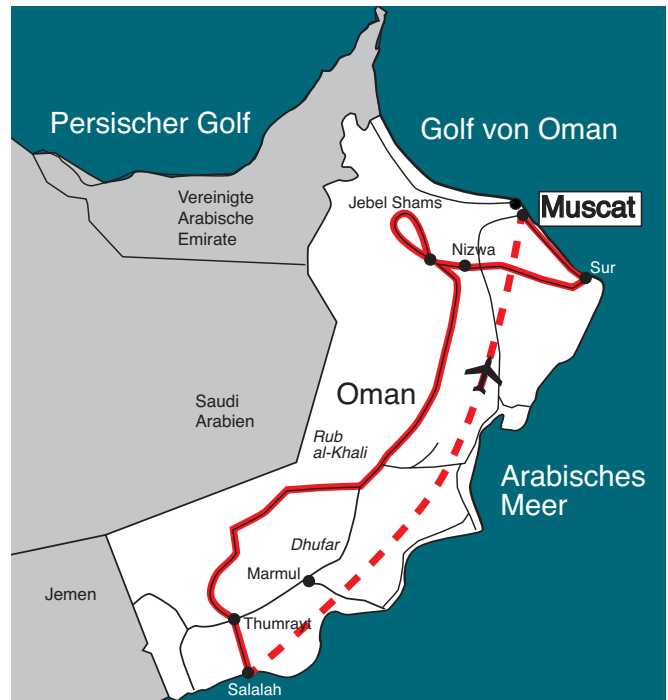 Persischer Golf
Golf von Oman
Vereinigte
Arabische
Emirate
Jebel Shams
Muscat
Nizwa
Sur
Saudi
Arabien
Oman
Rub
al-Khali
Arabisches
Meer
Dhufar
Marmul
Jemen
Thumrayt
Salalah